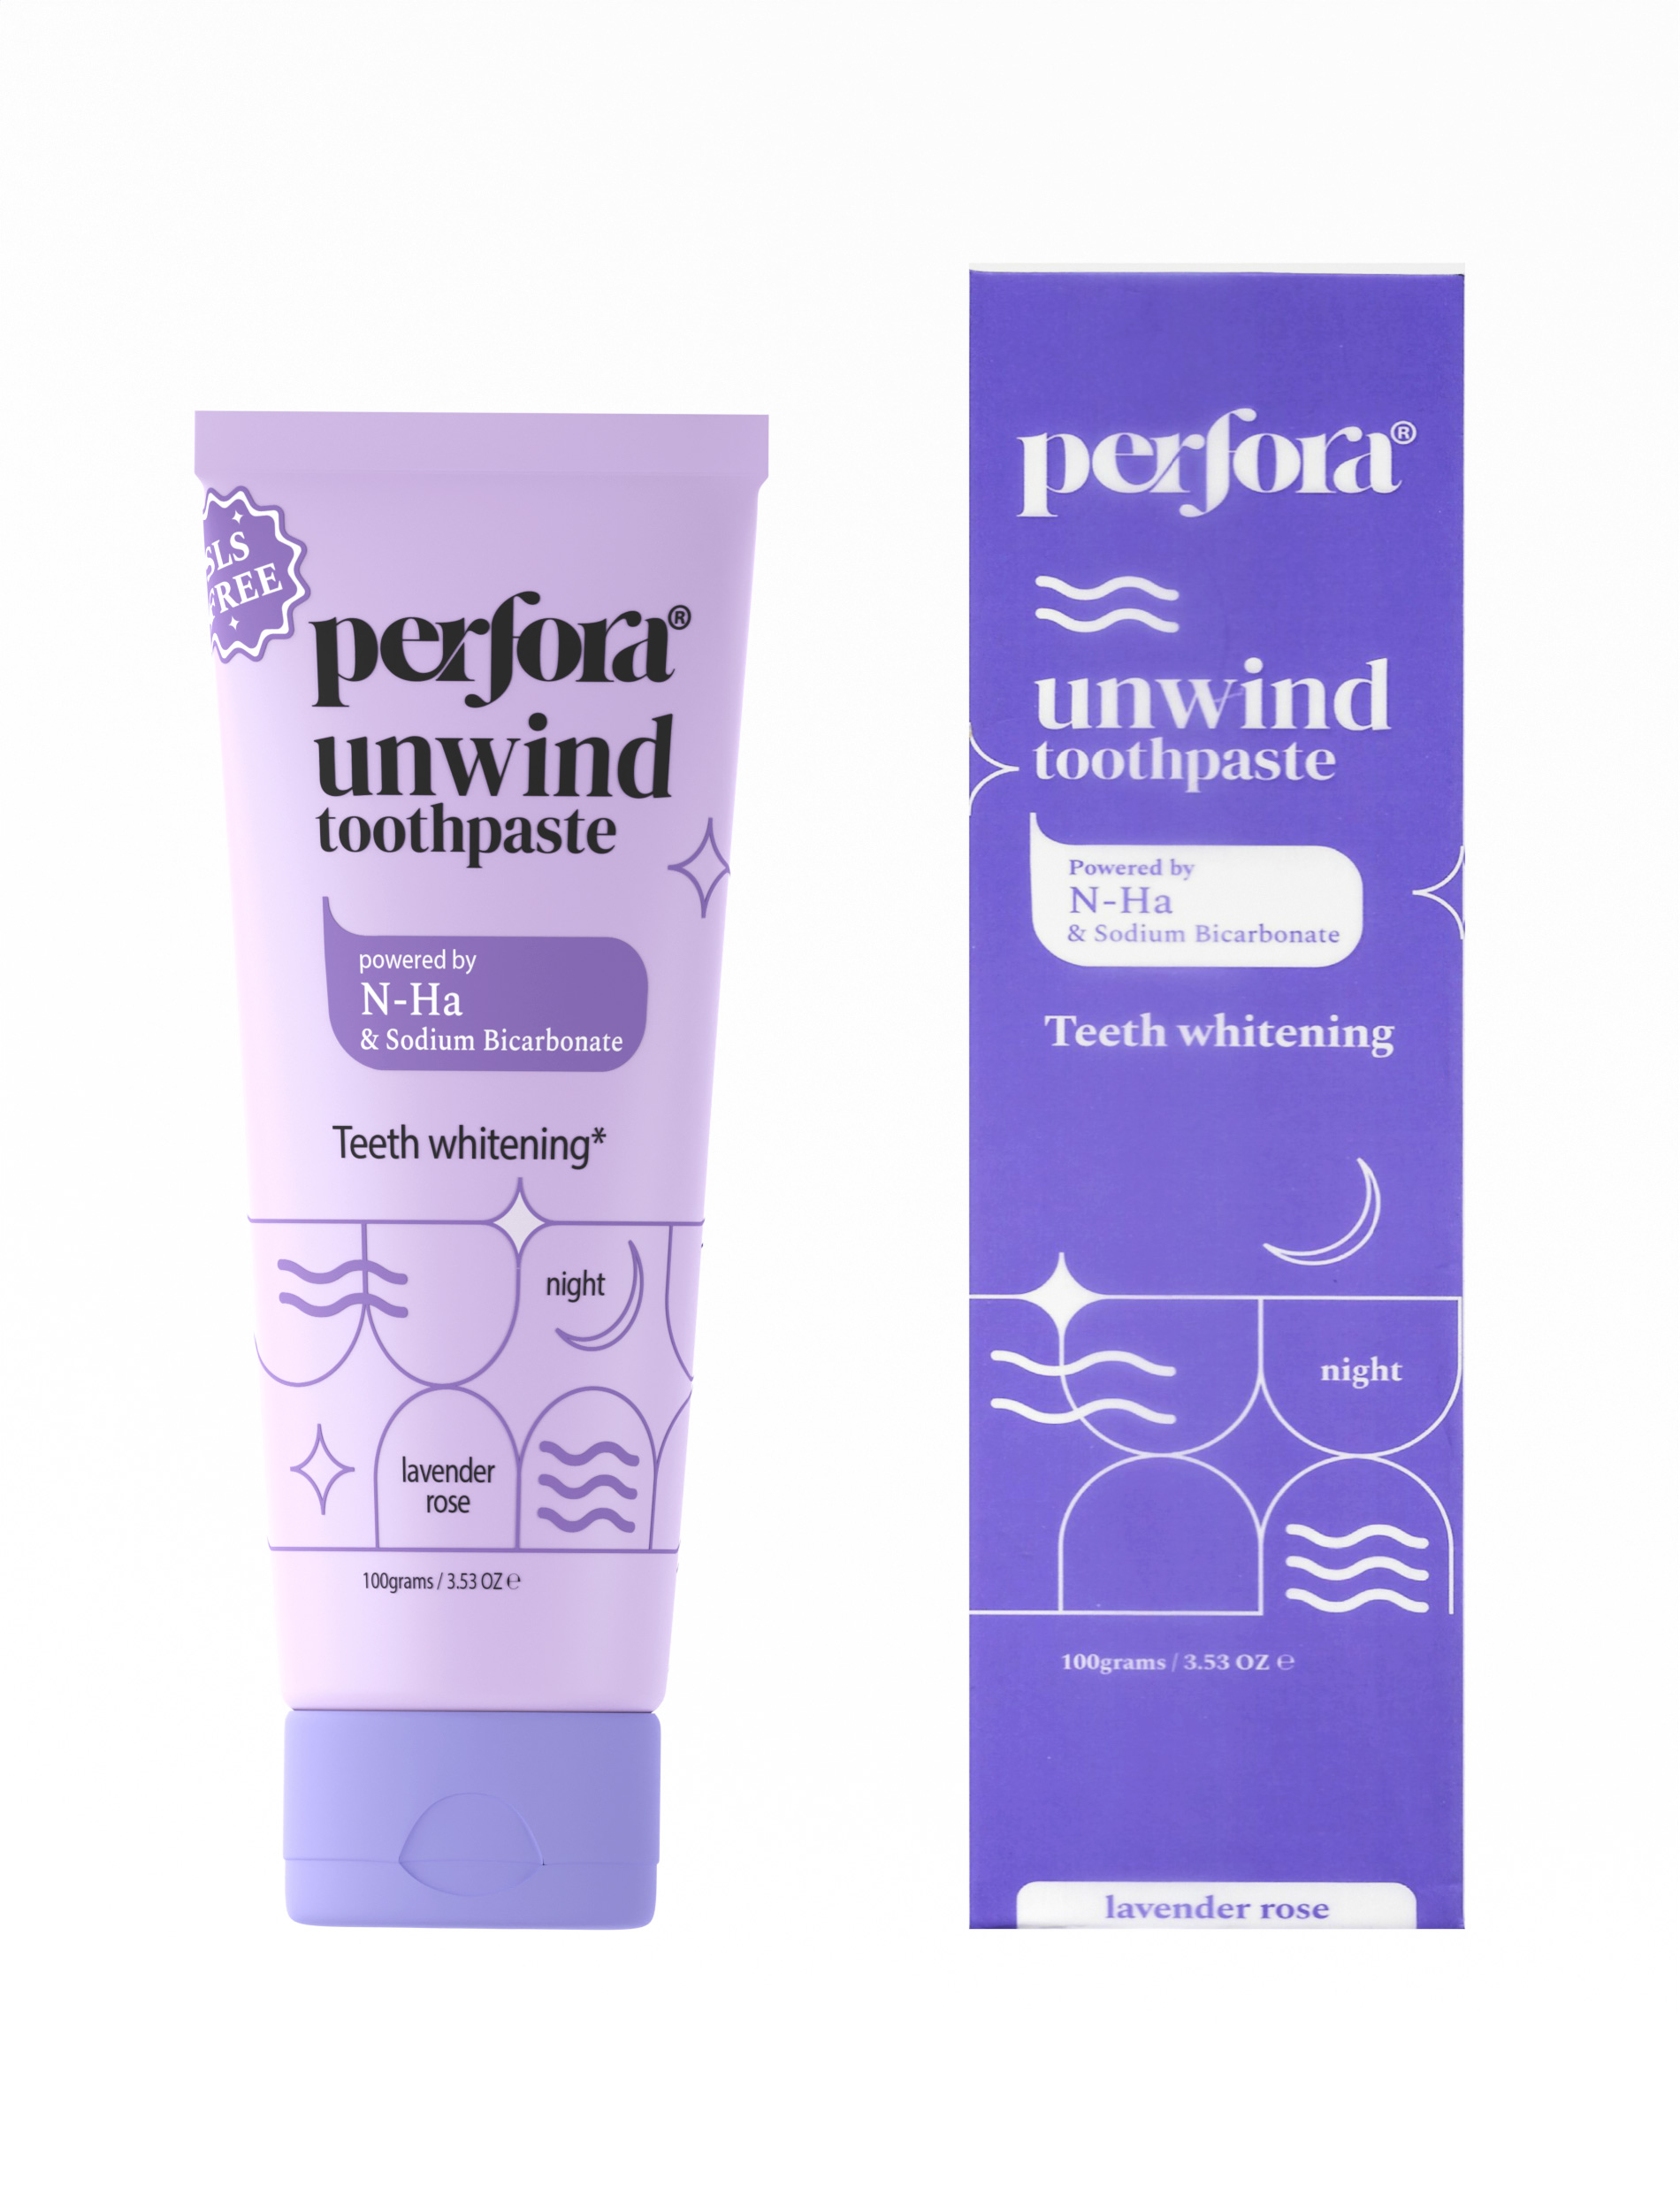 SLS
FREE
perfora®
unwind
toothpaste
powered by
N-Ha
& Sodium Bicarbonate
Teeth whitening*
night
lavender
rose
100grams / 3.53 OZ ℮
perfora®
unwind
toothpaste
Powered by
N-Ha
& Sodium Bicarbonate
Teeth whitening
night
100grams / 3.53 OZ ℮
lavender rose